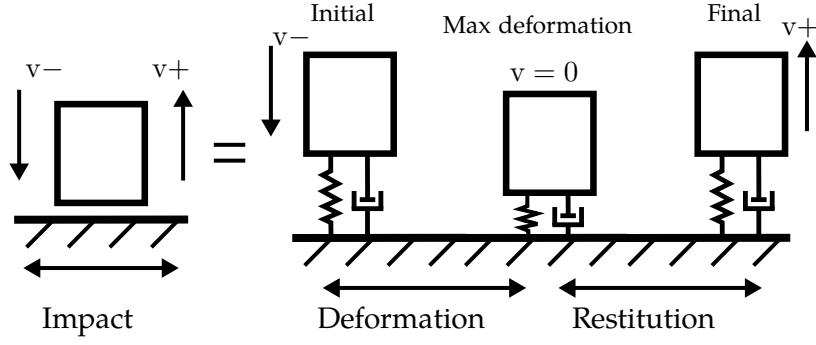 Initial
Max deformation
Final
v−
v+
v−
v+
v = 0
=
Impact
Deformation
Restitution